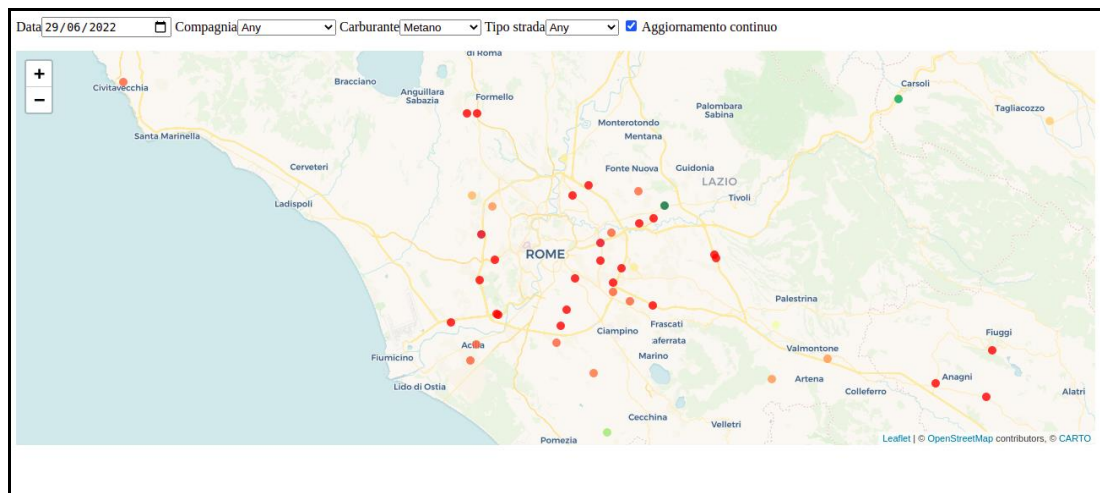 Data 29/06/2022 Compagnia Any Carburante Metano Tipo strada Any Aggiornamento continuo
di Roma
+
−
Civitavecchia
Bracciano
Anguillara
Sabazia
Formello
Carsoli
Palombara
Sabina
Tagliacozzo
Monterotondo
Mentana
Santa Marinella
Cerveteri
Fonte Nuova
Guidonia
LAZIO
Tivoli
Ladispoli
ROME
Palestrina
Ciampino
Frascati
aferrata
Fiuggi
Acilia
Fiumicino
Marino
Valmontone
Lido di Ostia
Artena
Anagni
Colleferro
Alatri
Cecchina
Velletri
Pomezia
Leaflet | © OpenStreetMap contributors, © CARTO